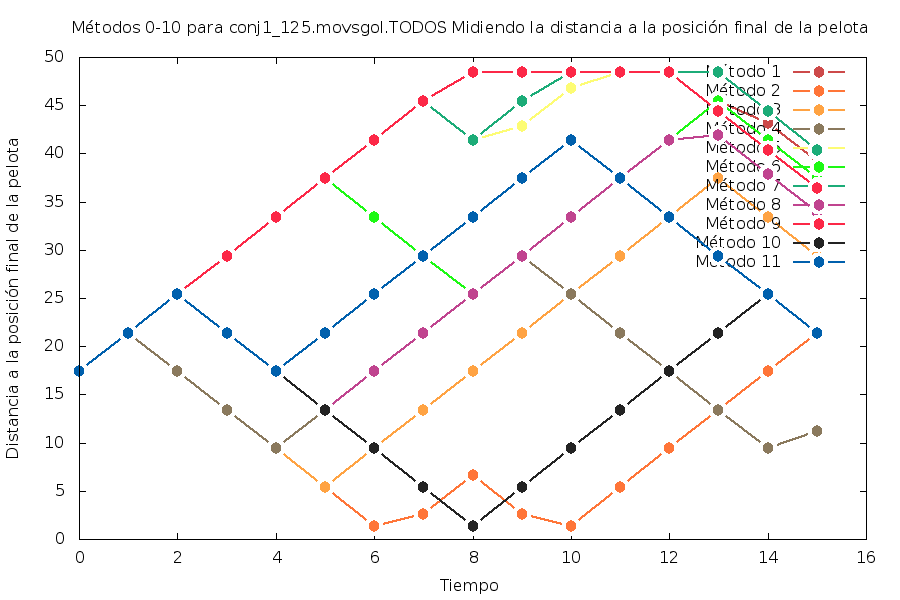 Métodos 0-10 para conj1_125.movsgol.TODOS Midiendo la distancia a la posición final de la pelota
Distancia a la posición final de la pelota
50
45
40
35
30
25
20
15
10
5
0
0 2 4 6 8 10 12 14 16
Tiempo
Método 1
Método 2
Método 3
Método 4
Método
Método 6
Método 7
Método 8
Método 9
Método 10
Método 11